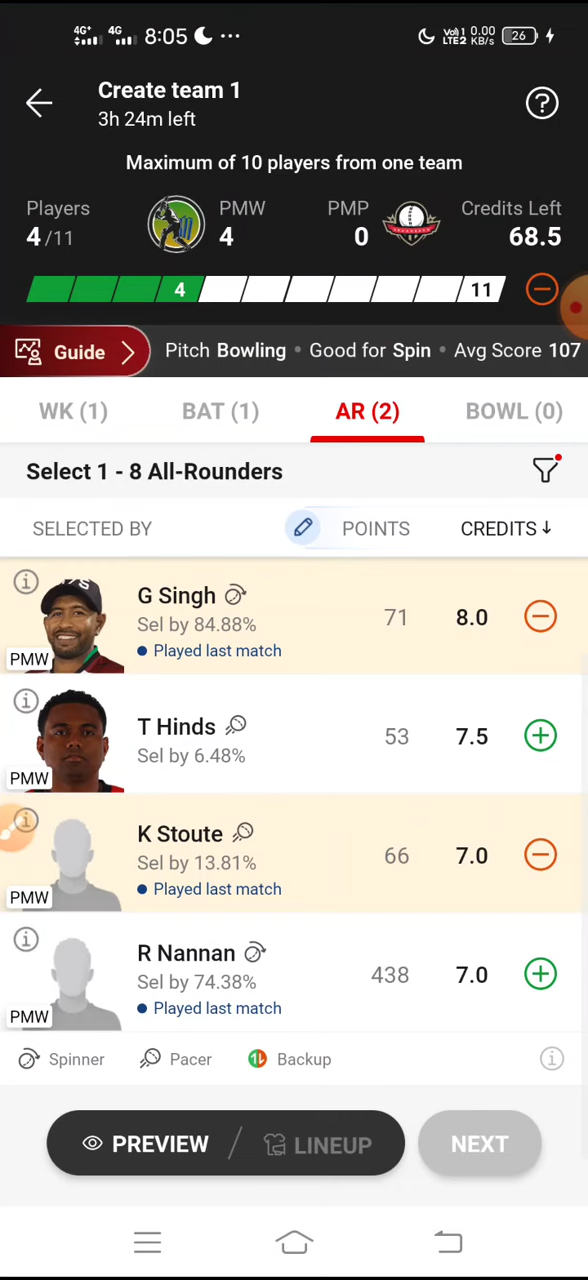 4G+ 4G 8:05 ... Vol) 1 LTE2 0.00 KB/s 26
Create team 1
3h 24m left
Maximum of 10 players from one team
Players 4/11 PMW 4 PMP 0 Credits Left 68.5
4 11
Guide Pitch Bowling • Good for Spin • Avg Score 107
WK (1) BAT (1) AR (2) BOWL (0)
Select 1 - 8 All-Rounders
SELECTED BY POINTS CREDITS ↓
G Singh
Sel by 84.88% 71 8.0
Played last match
PMW
T Hinds
Sel by 6.48% 53 7.5
PMW
K Stoute
Sel by 13.81% 66 7.0
Played last match
PMW
R Nannan
Sel by 74.38% 438 7.0
Played last match
PMW
Spinner Pacer Backup
PREVIEW / LINEUP NEXT